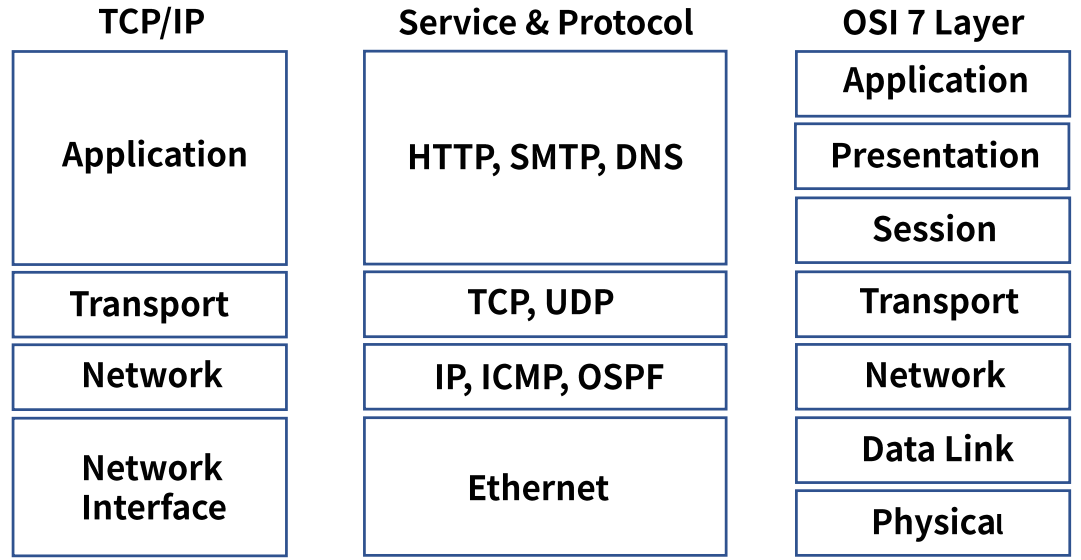 TCP/IP
Service & Protocol
OSI 7 Layer
Application
HTTP, SMTP, DNS
Application
Presentation
Session
Transport
TCP, UDP
Transport
Network
IP, ICMP, OSPF
Network
Network
Interface
Ethernet
Data Link
Physical